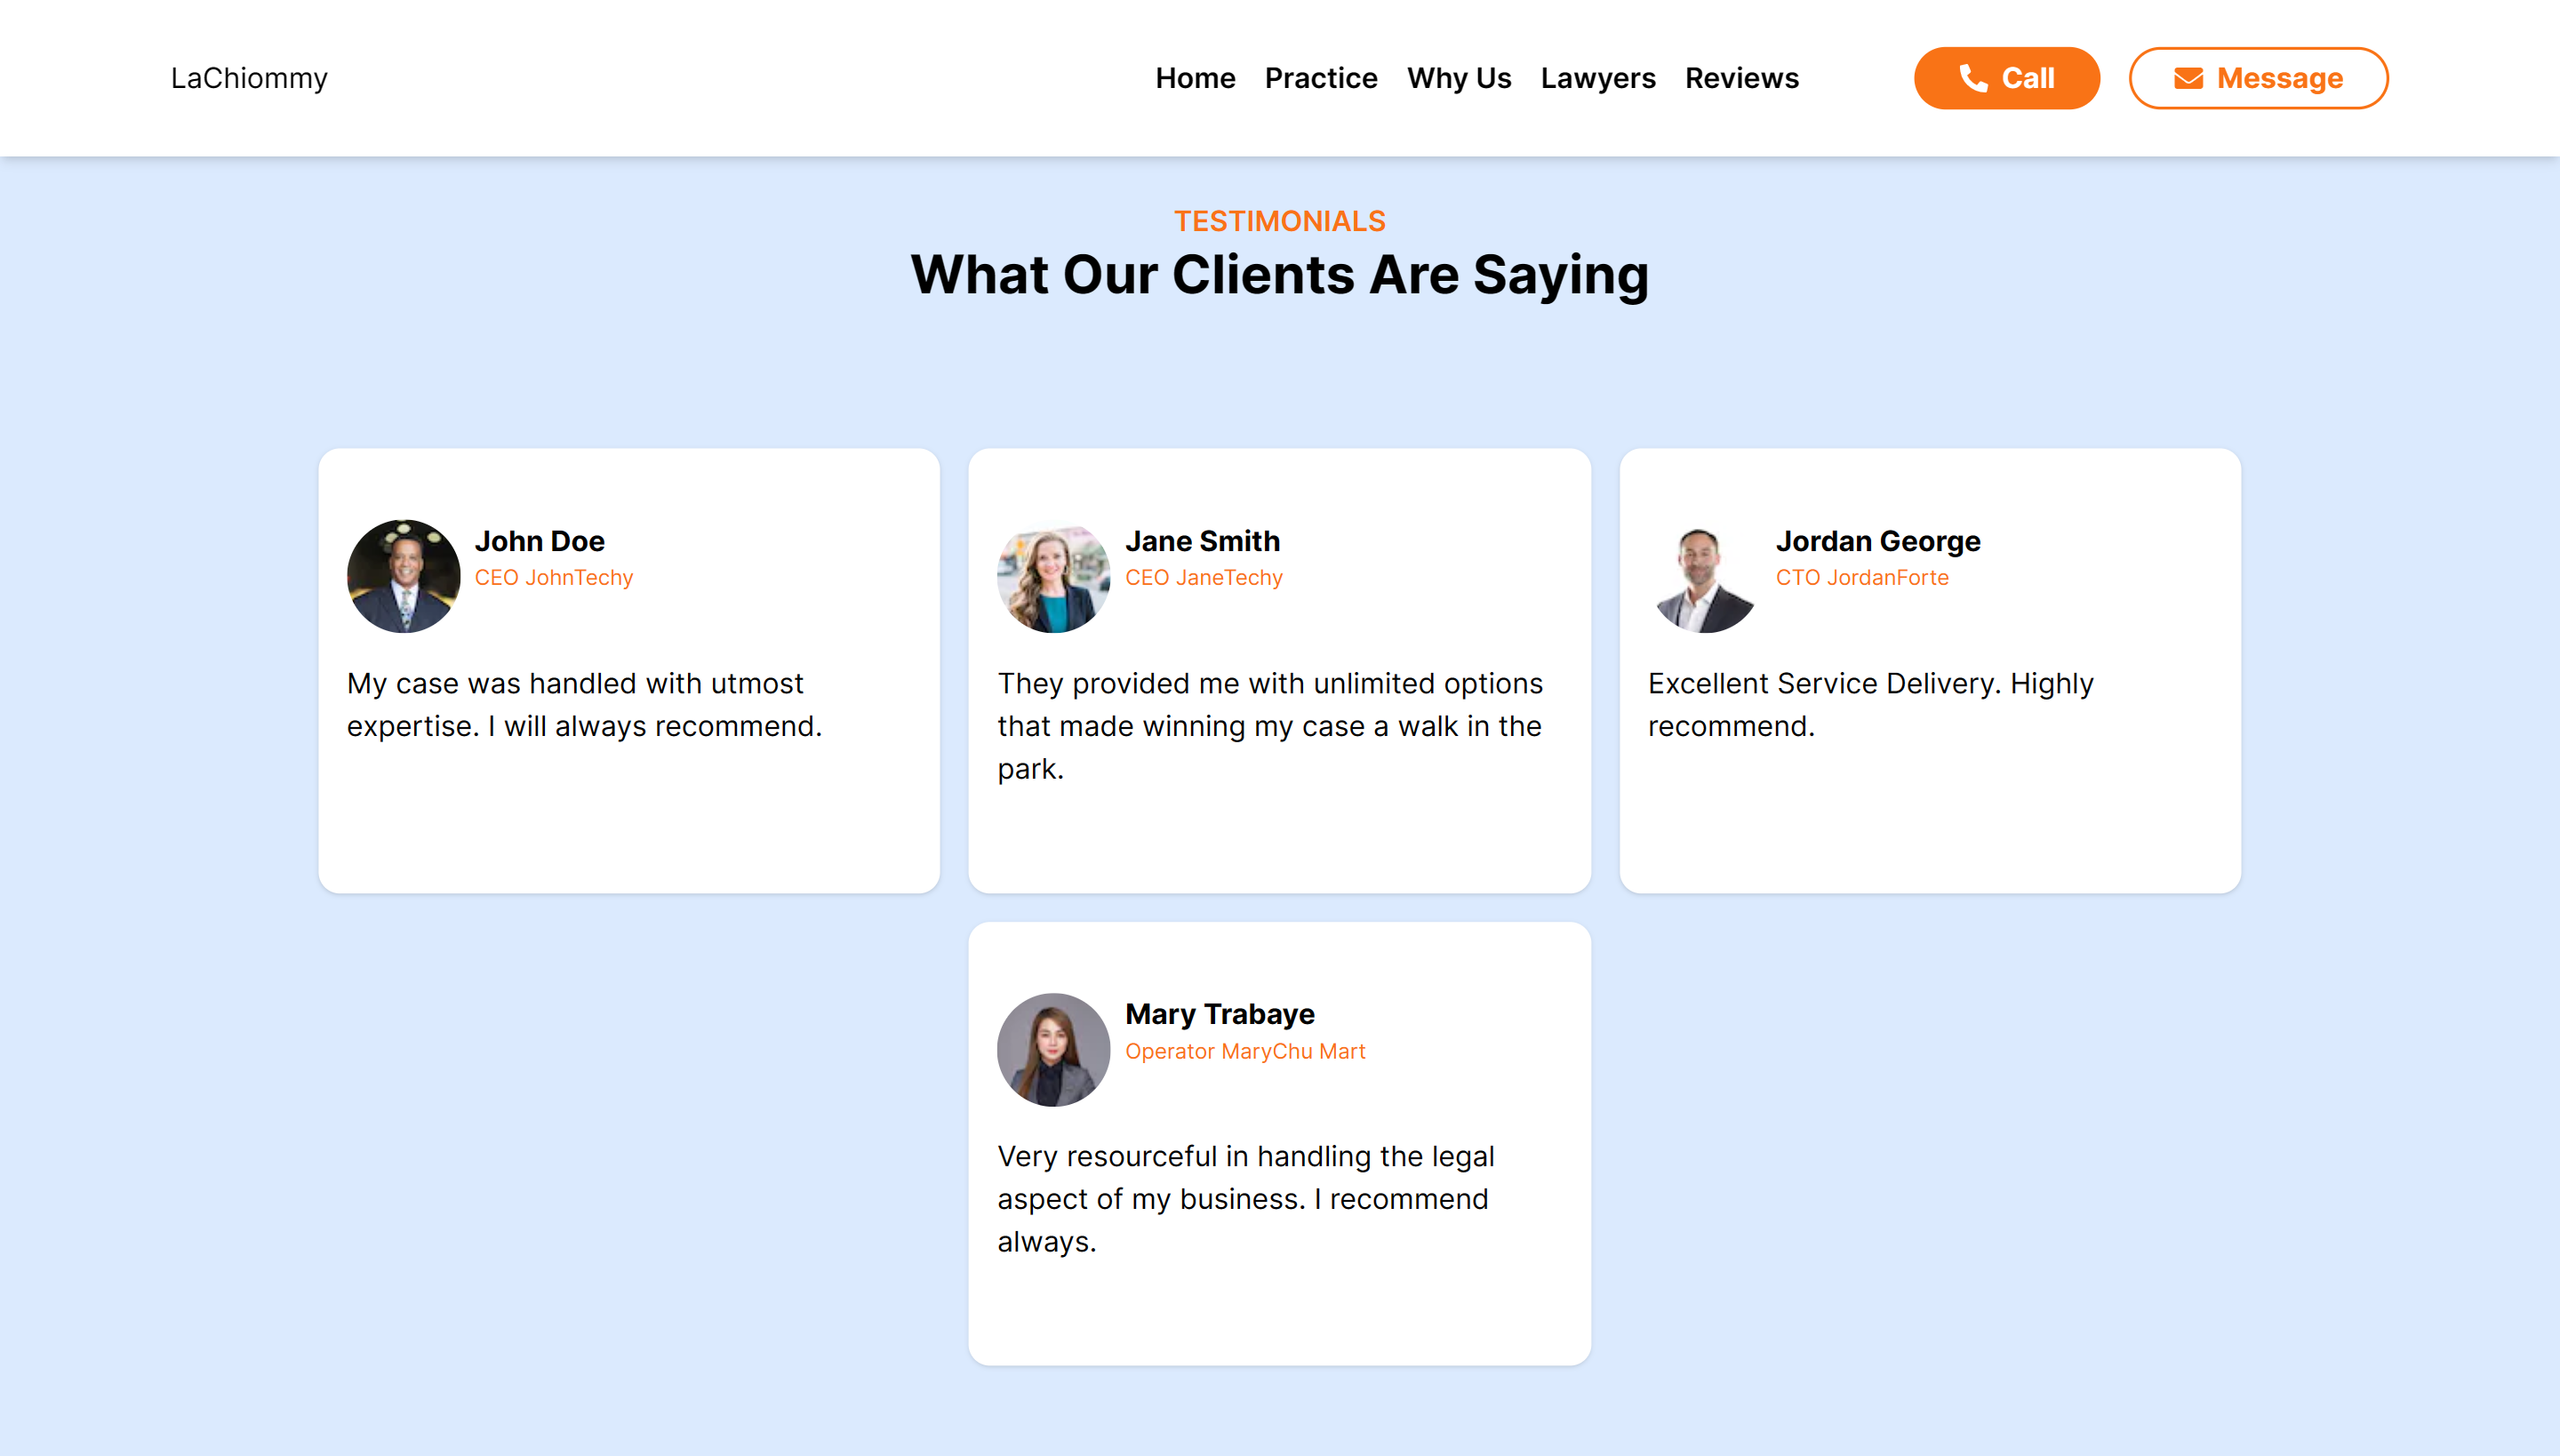 LaChiommy
Home Practice Why Us Lawyers Reviews Call Message
TESTIMONIALS
What Our Clients Are Saying
John Doe
CEO JohnTechy
My case was handled with utmost
expertise. I will always recommend.
Jane Smith
CEO JaneTechy
They provided me with unlimited options
that made winning my case a walk in the
park.
Jordan George
CTO JordanForte
Excellent Service Delivery. Highly
recommend.
Mary Trabaye
Operator MaryChu Mart
Very resourceful in handling the legal
aspect of my business. I recommend
always.